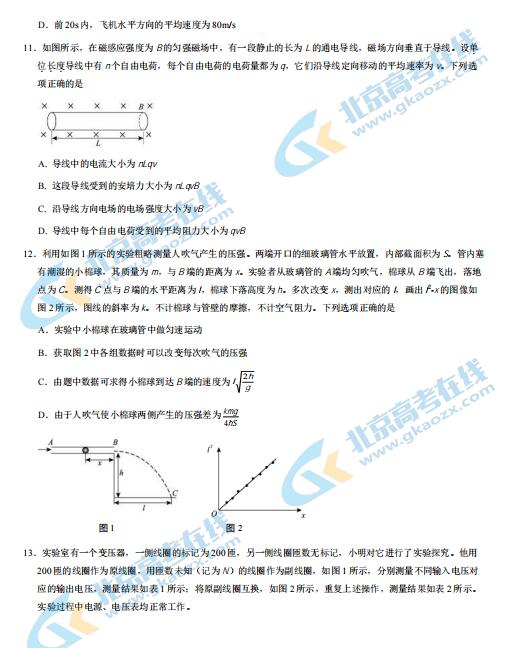 D．前20s内，飞机水平方向的平均速度为80m/s
11．如图所示，在磁感应强度为B的匀强磁场中，有一段静止的长为L的通电导线，磁场方向垂直于导线。设单
位长度导线中有n个自由电荷，每个自由电荷的电荷量都为q，它们沿导线定向移动的平均速率为v。下列选
项正确的是
× × × × B ×
× × × × ×
L
A．导线中的电流大小为nLqv
B．这段导线受到的安培力大小为nLqvB
C．沿导线方向电场的电场强度大小为vB
D．导线中每个自由电荷受到的平均阻力大小为qvB
12．利用如图1所示的实验粗略测量人吹气产生的压强。两端开口的细玻璃管水平放置，内部截面积为S。管内塞
有潮湿的小棉球，其质量为m，与B端的距离为x。实验者从玻璃管的A端均匀吹气，棉球从B端飞出，落地
点为C。测得C点与B端的水平距离为l，棉球下落高度为h。多次改变x，测出对应的l，画出l²-x的图像如
图2所示，图线的斜率为k。不计棉球与管壁的摩擦，不计空气阻力。下列选项正确的是
A．实验中小棉球在玻璃管中做匀速运动
B．获取图2中各组数据时可以改变每次吹气的压强
C．由题中数据可求得小棉球到达B端的速度为l√(2h/g)
D．由于人吹气使小棉球两侧产生的压强差为kmg/4hS
A B
x
h
C
l
图1
l²
O x
图2
13．实验室有一个变压器，一侧线圈的标记为200匝，另一侧线圈匝数无标记，小明对它进行了实验探究。他用
200匝的线圈作为原线圈，用匝数未知（记为N）的线圈作为副线圈，如图1所示，分别测量不同输入电压对
应的输出电压，测量结果如表1所示；将原副线圈互换，如图2所示，重复上述操作，测量结果如表2所示。
实验过程中电源、电压表均正常工作。
北京高考在线
www.gkaozx.com
北京高考在线
www.gkaozx.com